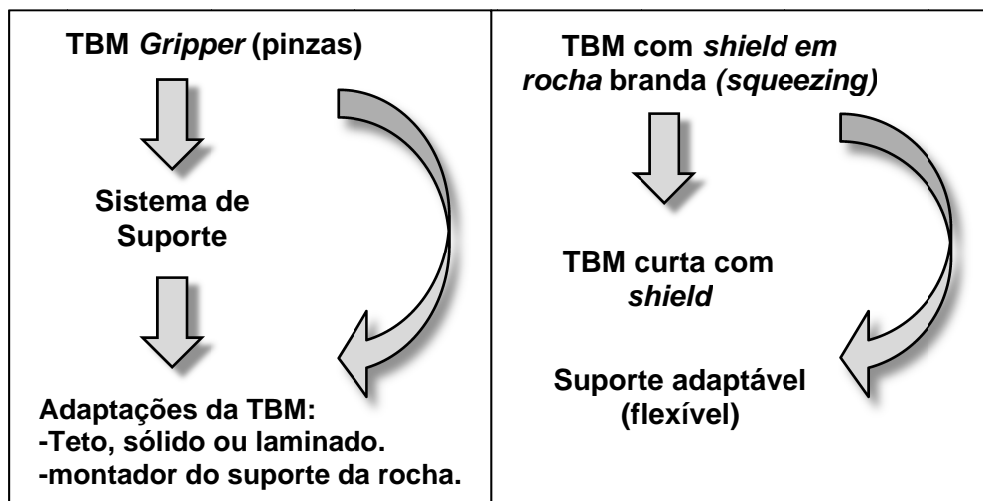 TBM Gripper (pinzas)
Sistema de
Suporte
Adaptações da TBM:
-Teto, sólido ou laminado.
-montador do suporte da rocha.
TBM com shield em
rocha branda (squeezing)
TBM curta com
shield
Suporte adaptável
(flexível)